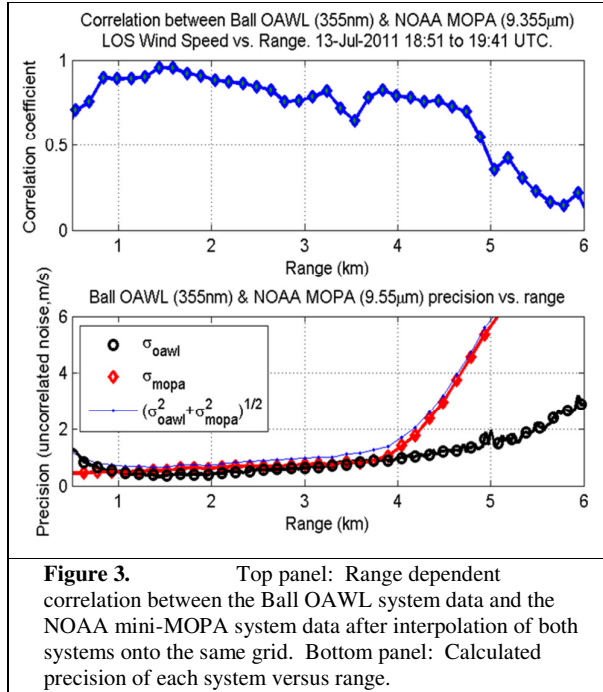 Correlation between Ball OAWL (355nm) & NOAA MOPA (9.355μm)
LOS Wind Speed vs. Range. 13-Jul-2011 18:51 to 19:41 UTC.
Correlation coefficient
1
0.5
0
1 2 3 4 5 6
Range (km)
Ball OAWL (355nm) & NOAA MOPA (9.55μm) precision vs. range
Precision (uncorrelated noise,m/s)
6
4
2
0
σoawl
σmopa
(σ²oawl+σ²mopa)^1/2
1 2 3 4 5 6
Range (km)
Figure 3. Top panel: Range dependent
correlation between the Ball OAWL system data and the
NOAA mini-MOPA system data after interpolation of both
systems onto the same grid. Bottom panel: Calculated
precision of each system versus range.